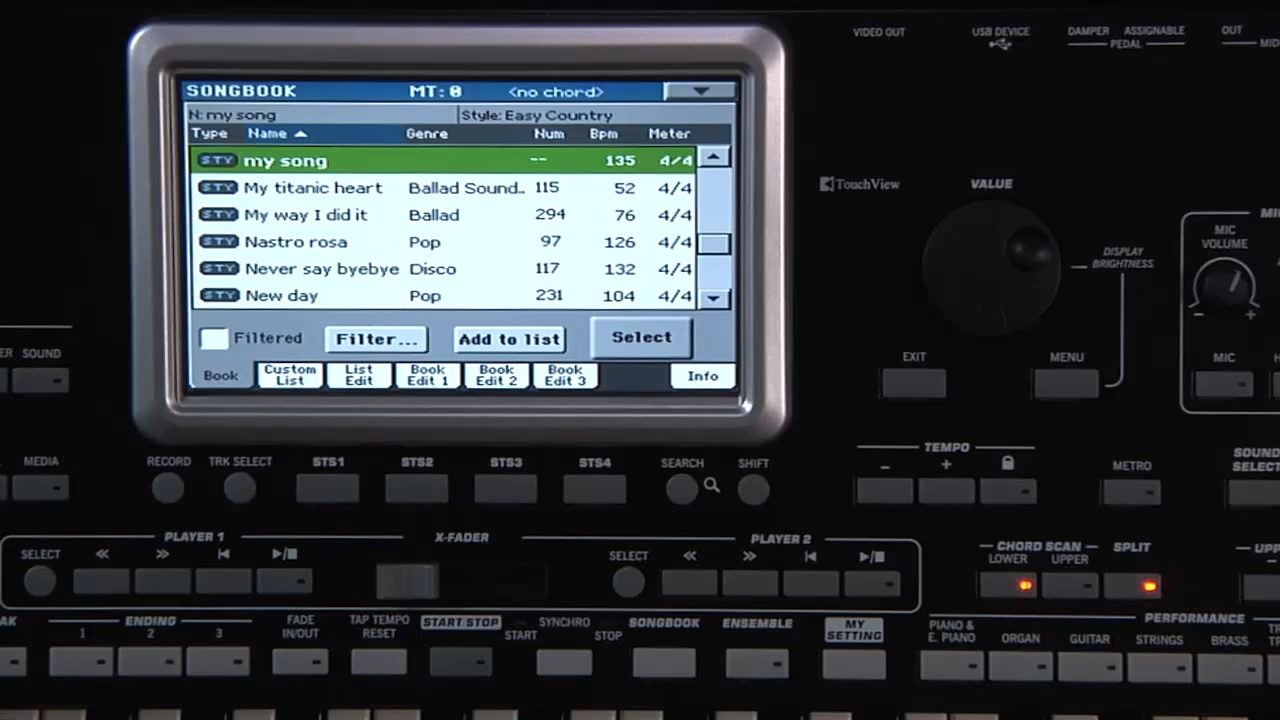 VIDEO OUT
USB DEVICE
DAMPER ASSIGNABLE
PEDAL
OUT
SONGBOOK MT: 0 <no chord>
N: my song Style: Easy Country
Type Name Genre Num Bpm Meter
STY my song -- 135 4/4
STY My titanic heart Ballad Sound.. 115 52 4/4
STY My way I did it Ballad 294 76 4/4
STY Nastro rosa Pop 97 126 4/4
STY Never say byebye Disco 117 132 4/4
STY New day Pop 231 104 4/4
Filtered Filter... Add to list Select
Book Custom List List Edit Book Edit 1 Book Edit 2 Book Edit 3 Info
TouchView
VALUE
DISPLAY
BRIGHTNESS
MIC
VOLUME
- +
EXIT MENU MIC
SOUND
MEDIA RECORD TRK SELECT STS1 STS2 STS3 STS4 SEARCH SHIFT
TEMPO
- +
METRO
SOUND
SELECT
PLAYER 1 X-FADER PLAYER 2
SELECT SELECT
CHORD SCAN SPLIT
LOWER UPPER
ENDING
1 2 3
FADE
IN/OUT
TAP TEMPO
RESET
START STOP
SYNCHRO
START STOP
SONGBOOK ENSEMBLE
MY
SETTING
PERFORMANCE
PIANO &
E. PIANO
ORGAN GUITAR STRINGS BRASS